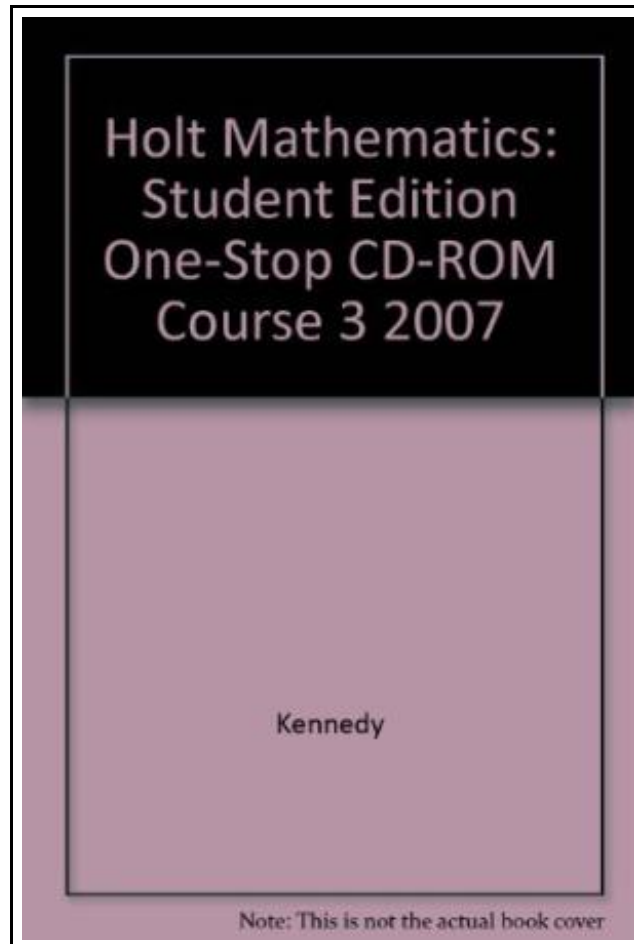 Holt Mathematics:
Student Edition
One-Stop CD-ROM
Course 3 2007
Kennedy
Note: This is not the actual book cover